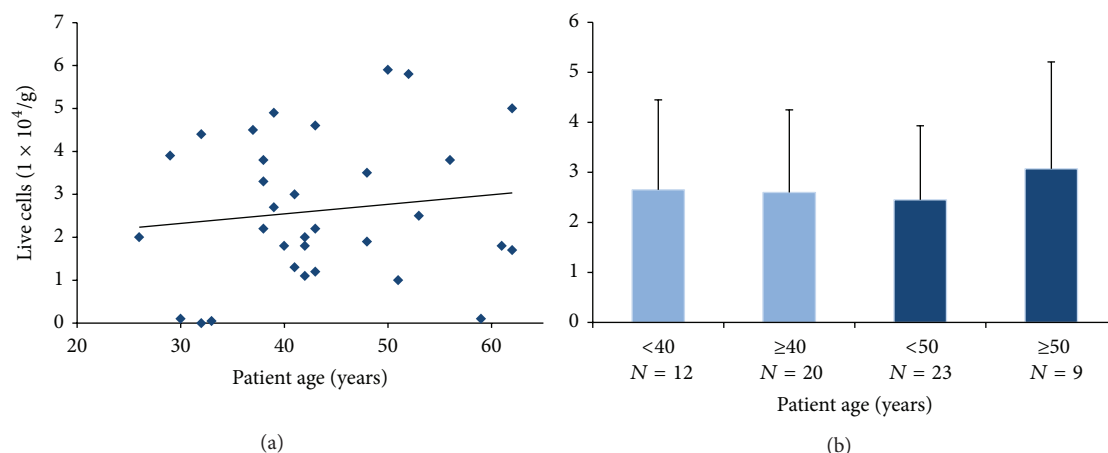 7
6
5
4
3
2
1
0
Live cells (1 × 10⁴/g)
20 30 40 50 60
Patient age (years)
(a)
6
5
4
3
2
1
0
<40 ≥40 <50 ≥50
N = 12 N = 20 N = 23 N = 9
Patient age (years)
(b)